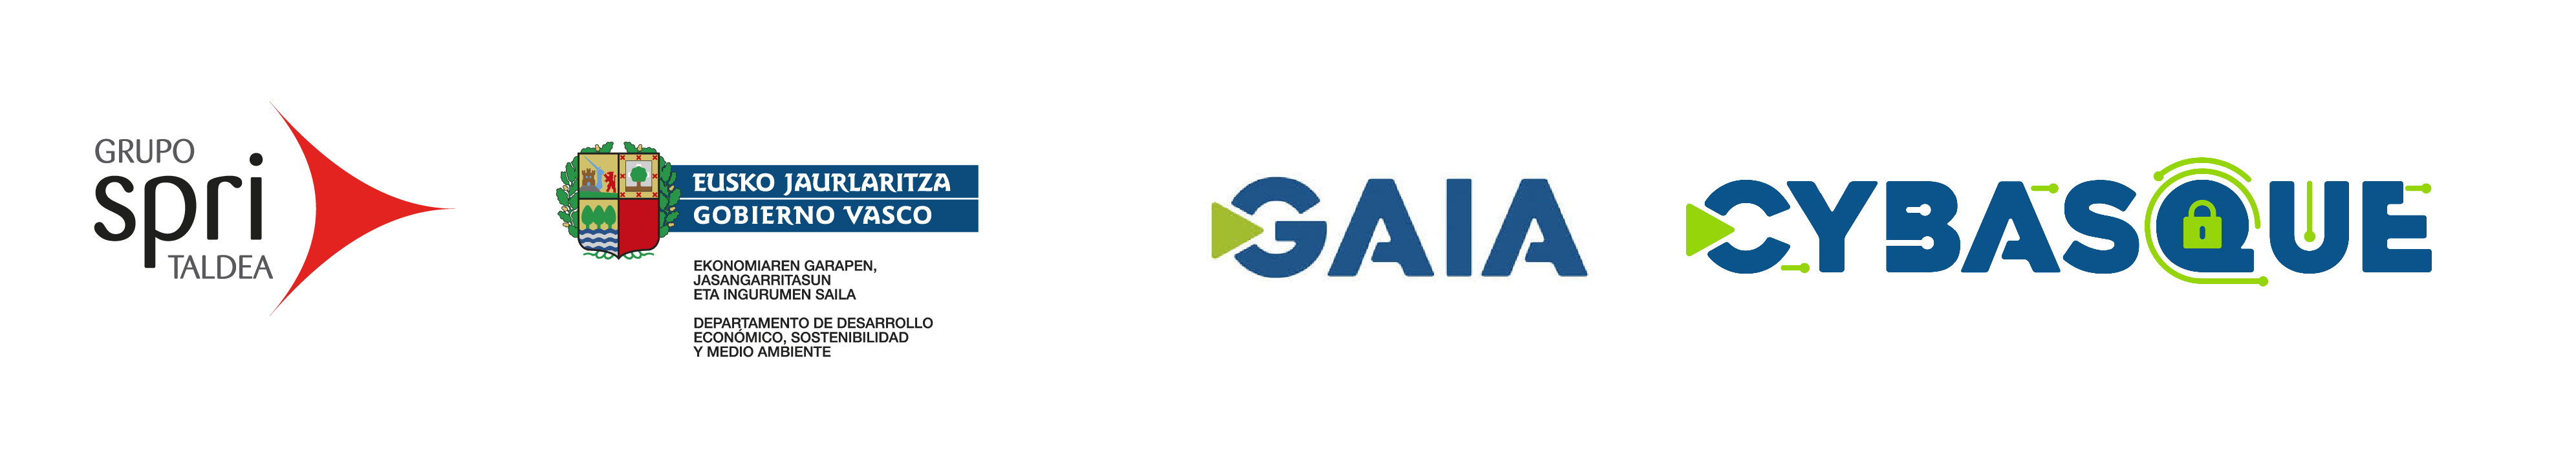 GRUPO
spri
TALDEA
EUSKO JAURLARITZA
GOBIERNO VASCO
EKONOMIAREN GARAPEN,
JASANGARRITASUN
ETA INGURUMEN SAILA
DEPARTAMENTO DE DESARROLLO
ECONÓMICO, SOSTENIBILIDAD
Y MEDIO AMBIENTE
GAIA
CYBASQUE